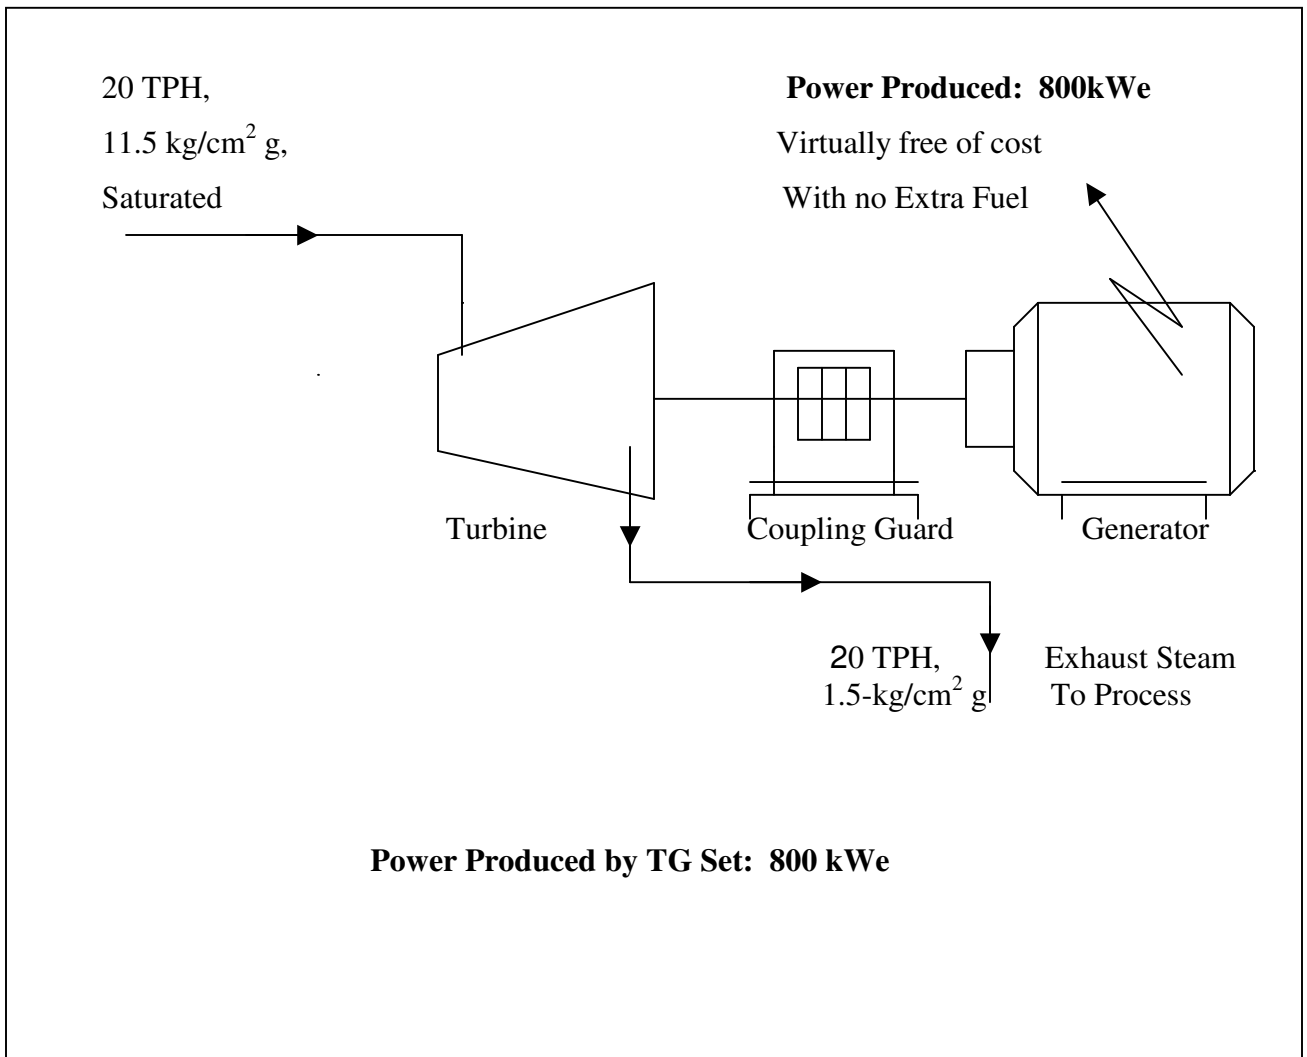 20 TPH,
11.5 kg/cm² g,
Saturated
Power Produced:  800kWe
Virtually free of cost
With no Extra Fuel
Turbine
Coupling Guard
Generator
20 TPH,
1.5-kg/cm² g
Exhaust Steam
To Process
Power Produced by TG Set:  800 kWe